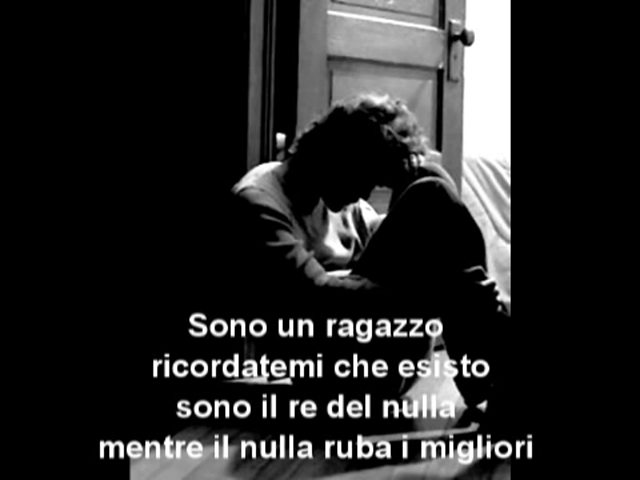 Sono un ragazzo
ricordatemi che esisto
sono il re del nulla
mentre il nulla ruba i migliori